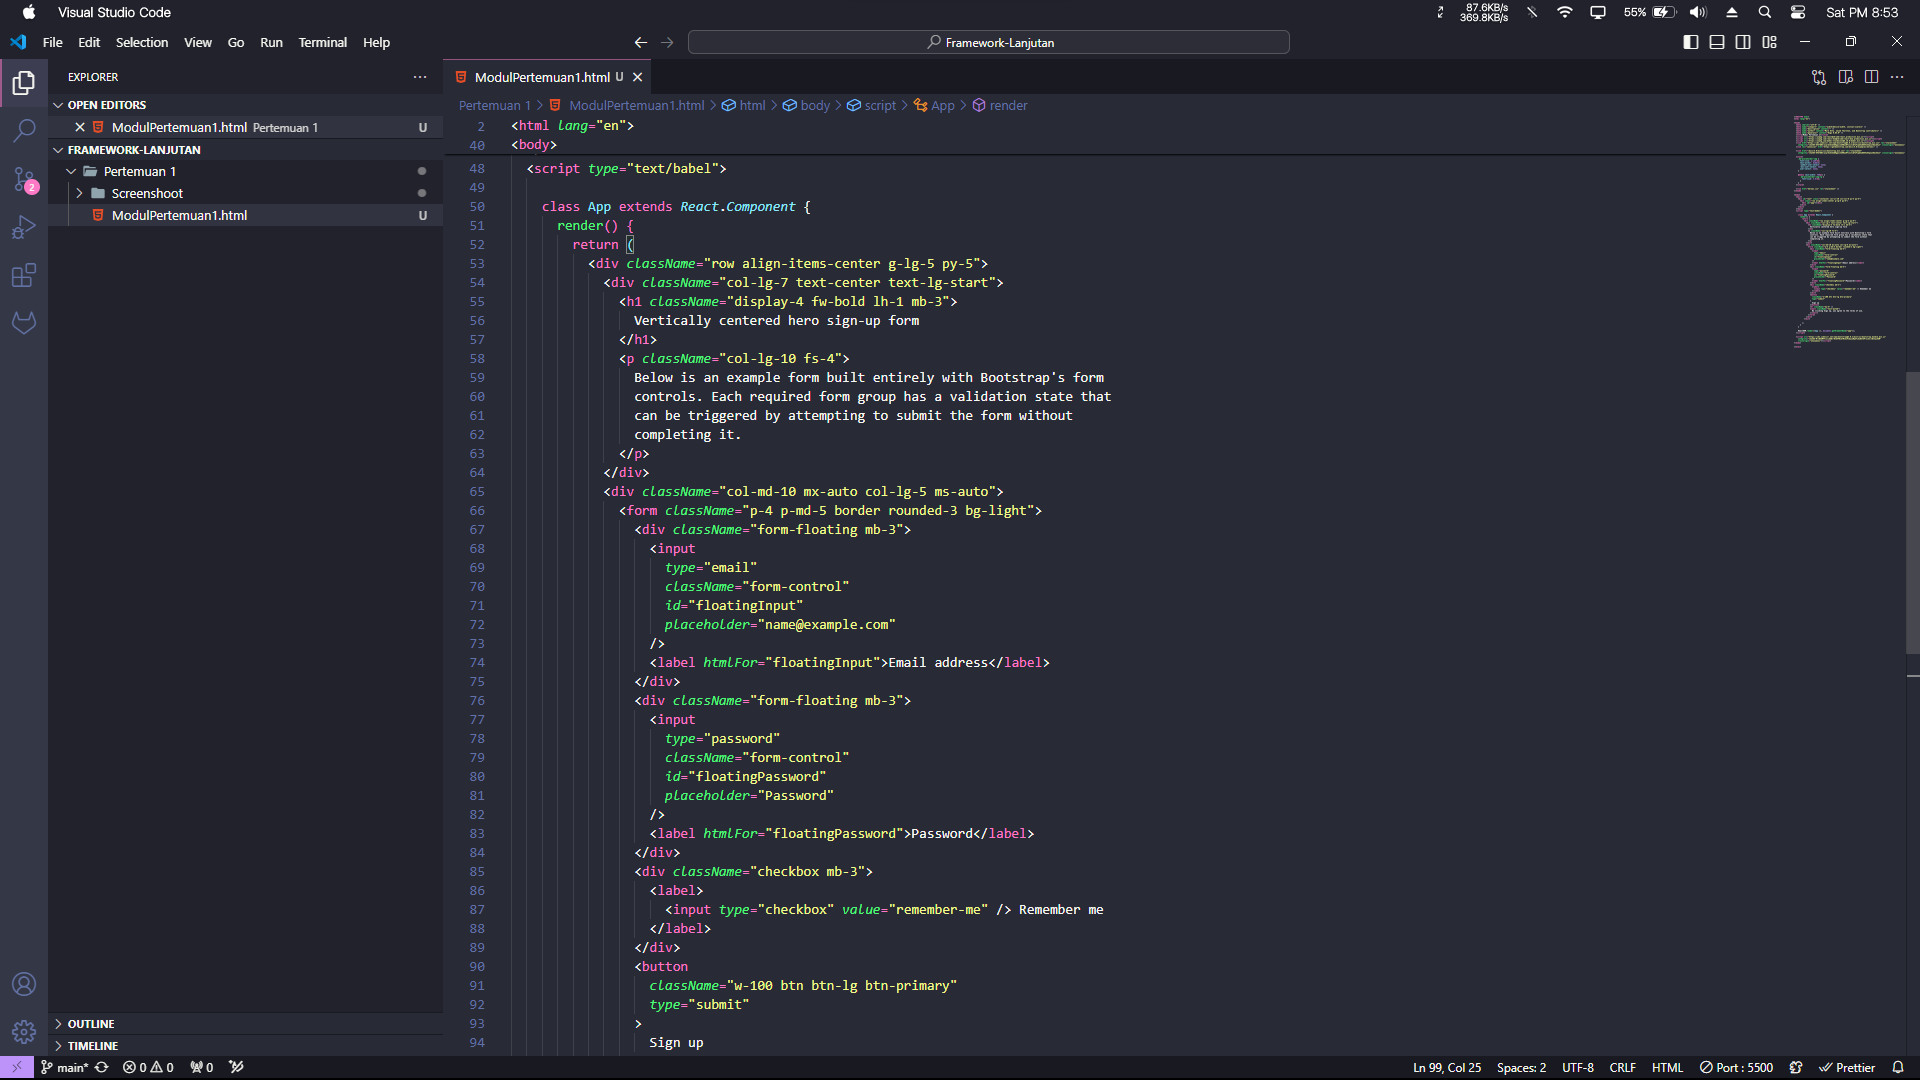 Visual Studio Code
87.6KB/s
369.8KB/s
55%
Sat PM 8:53
File Edit Selection View Go Run Terminal Help
Framework-Lanjutan
EXPLORER
OPEN EDITORS
ModulPertemuan1.html Pertemuan 1 U
FRAMEWORK-LANJUTAN
Pertemuan 1
Screenshoot
ModulPertemuan1.html U
2
OUTLINE
TIMELINE
ModulPertemuan1.html U
Pertemuan 1 > ModulPertemuan1.html > html > body > script > App > render
2 <html lang="en">
40 <body>
48 <script type="text/babel">
49
50 class App extends React.Component {
51 render() {
52 return (
53 <div className="row align-items-center g-lg-5 py-5">
54 <div className="col-lg-7 text-center text-lg-start">
55 <h1 className="display-4 fw-bold lh-1 mb-3">
56 Vertically centered hero sign-up form
57 </h1>
58 <p className="col-lg-10 fs-4">
59 Below is an example form built entirely with Bootstrap's form
60 controls. Each required form group has a validation state that
61 can be triggered by attempting to submit the form without
62 completing it.
63 </p>
64 </div>
65 <div className="col-md-10 mx-auto col-lg-5 ms-auto">
66 <form className="p-4 p-md-5 border rounded-3 bg-light">
67 <div className="form-floating mb-3">
68 <input
69 type="email"
70 className="form-control"
71 id="floatingInput"
72 placeholder="name@example.com"
73 />
74 <label htmlFor="floatingInput">Email address</label>
75 </div>
76 <div className="form-floating mb-3">
77 <input
78 type="password"
79 className="form-control"
80 id="floatingPassword"
81 placeholder="Password"
82 />
83 <label htmlFor="floatingPassword">Password</label>
84 </div>
85 <div className="checkbox mb-3">
86 <label>
87 <input type="checkbox" value="remember-me" /> Remember me
88 </label>
89 </div>
90 <button
91 className="w-100 btn btn-lg btn-primary"
92 type="submit"
93 >
94 Sign up
main* 0 0 0
Ln 99, Col 25 Spaces: 2 UTF-8 CRLF HTML Port : 5500 Prettier